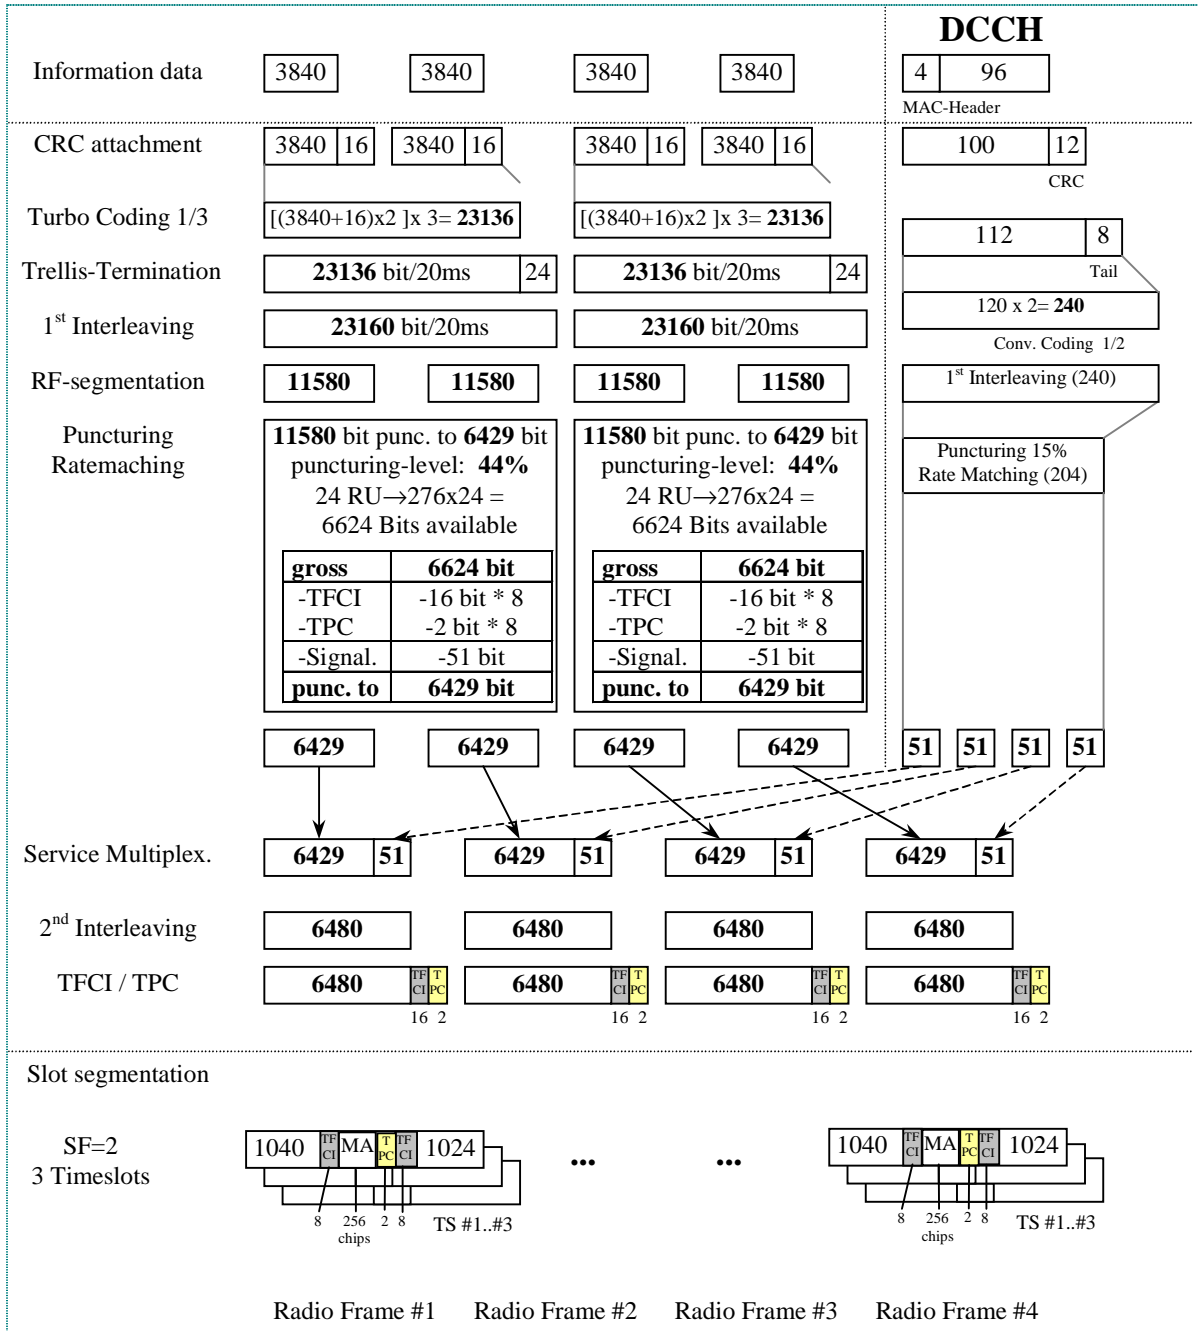 DCCH
Information data 3840 3840 3840 3840 4 96
MAC-Header
CRC attachment 3840 16 3840 16 3840 16 3840 16 100 12
CRC
Turbo Coding 1/3 [(3840+16)x2 ]x 3= 23136 [(3840+16)x2 ]x 3= 23136 112 8
Tail
Trellis-Termination 23136 bit/20ms 24 23136 bit/20ms 24
120 x 2= 240
1st Interleaving 23160 bit/20ms 23160 bit/20ms
Conv. Coding 1/2
RF-segmentation 11580 11580 11580 11580 1st Interleaving (240)
Puncturing
Ratemaching
11580 bit punc. to 6429 bit
puncturing-level: 44%
24 RU→276x24 =
6624 Bits available
gross 6624 bit
-TFCI -16 bit * 8
-TPC -2 bit * 8
-Signal. -51 bit
punc. to 6429 bit
11580 bit punc. to 6429 bit
puncturing-level: 44%
24 RU→276x24 =
6624 Bits available
gross 6624 bit
-TFCI -16 bit * 8
-TPC -2 bit * 8
-Signal. -51 bit
punc. to 6429 bit
Puncturing 15%
Rate Matching (204)
6429 6429 6429 6429 51 51 51 51
Service Multiplex. 6429 51 6429 51 6429 51 6429 51
2nd Interleaving 6480 6480 6480 6480
TFCI / TPC 6480 TF CI T PC 6480 TF CI T PC 6480 TF CI T PC 6480 TF CI T PC
16 2 16 2 16 2 16 2
Slot segmentation
SF=2
3 Timeslots
1040 TF CI MA T PC TF CI 1024 ... ... 1040 TF CI MA T PC TF CI 1024
8 256 2 8 TS #1..#3 8 256 2 8 TS #1..#3
chips chips
Radio Frame #1 Radio Frame #2 Radio Frame #3 Radio Frame #4